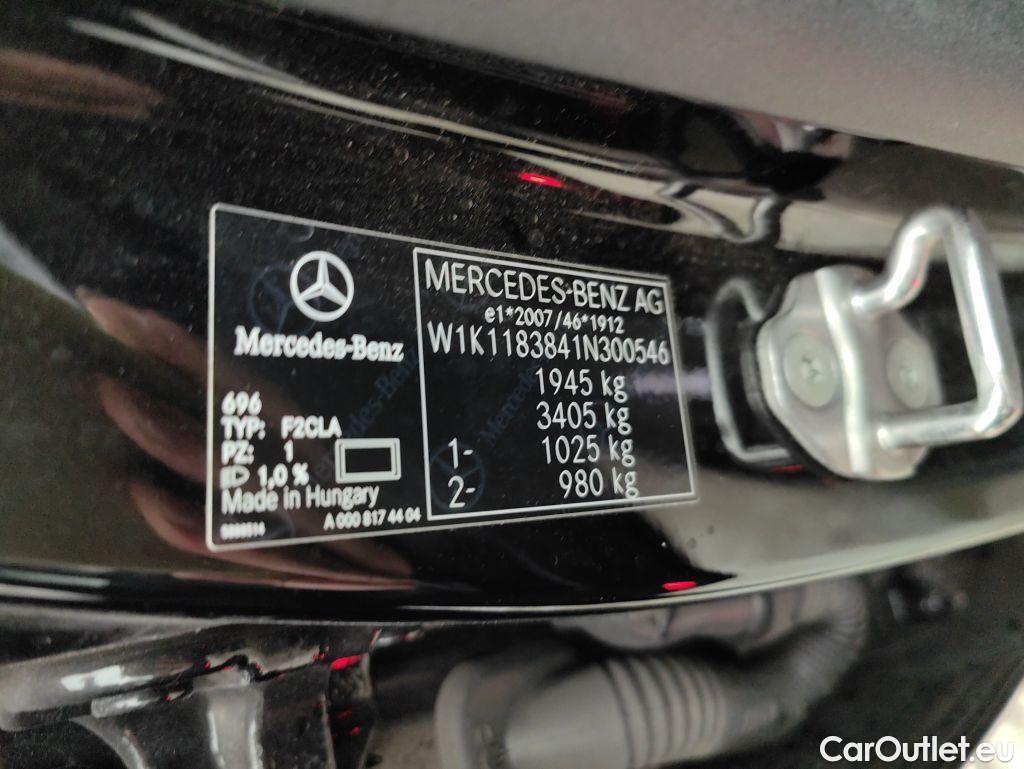 Mercedes-Benz
696
TYP: F2CLA
PZ: 1
1,0 %
Made in Hungary
A 000 817 44 04
MERCEDES-BENZ AG
e1*2007/46*1912
W1K1183841N300546
1945 kg
3405 kg
1- 1025 kg
2- 980 kg
CarOutlet.eu